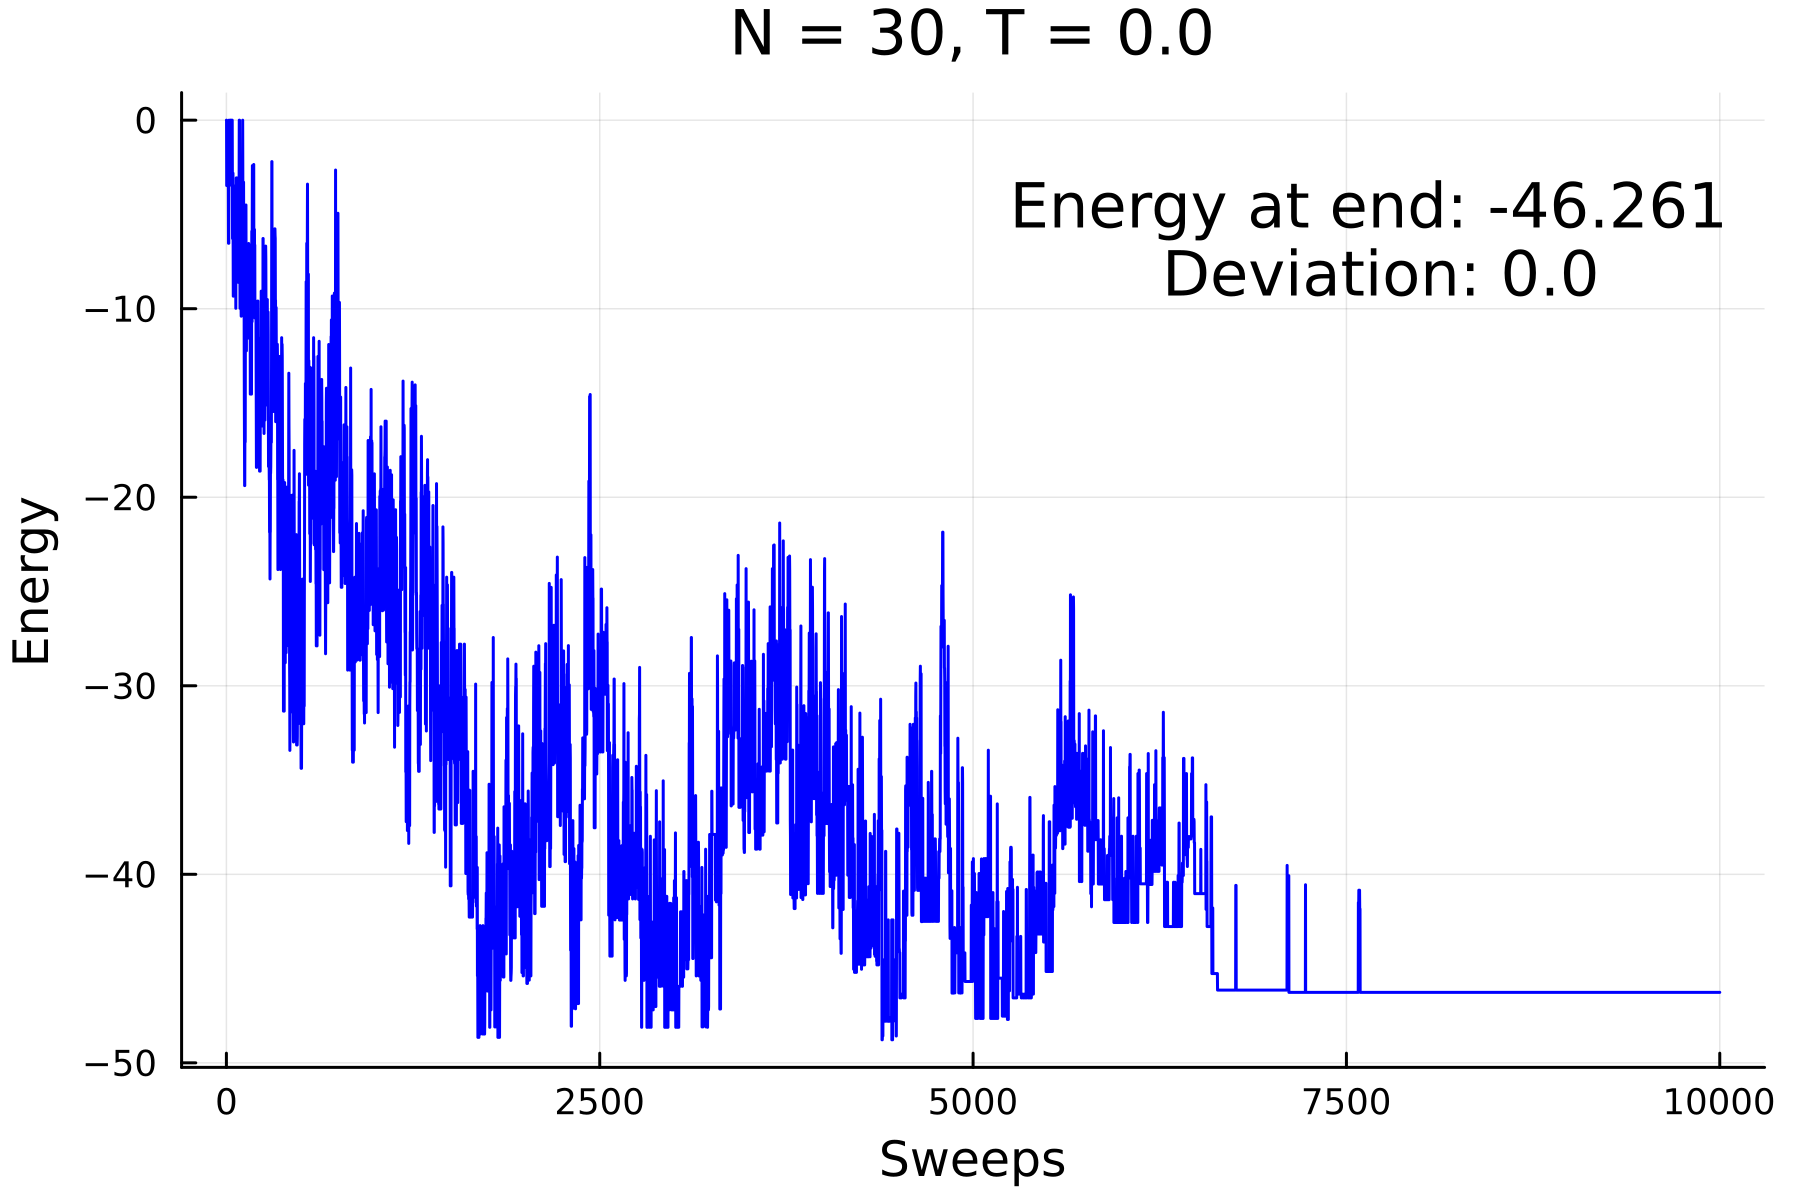 N = 30, T = 0.0
Energy at end: -46.261
Deviation: 0.0
Energy
0
−10
−20
−30
−40
−50
0 2500 5000 7500 10000
Sweeps